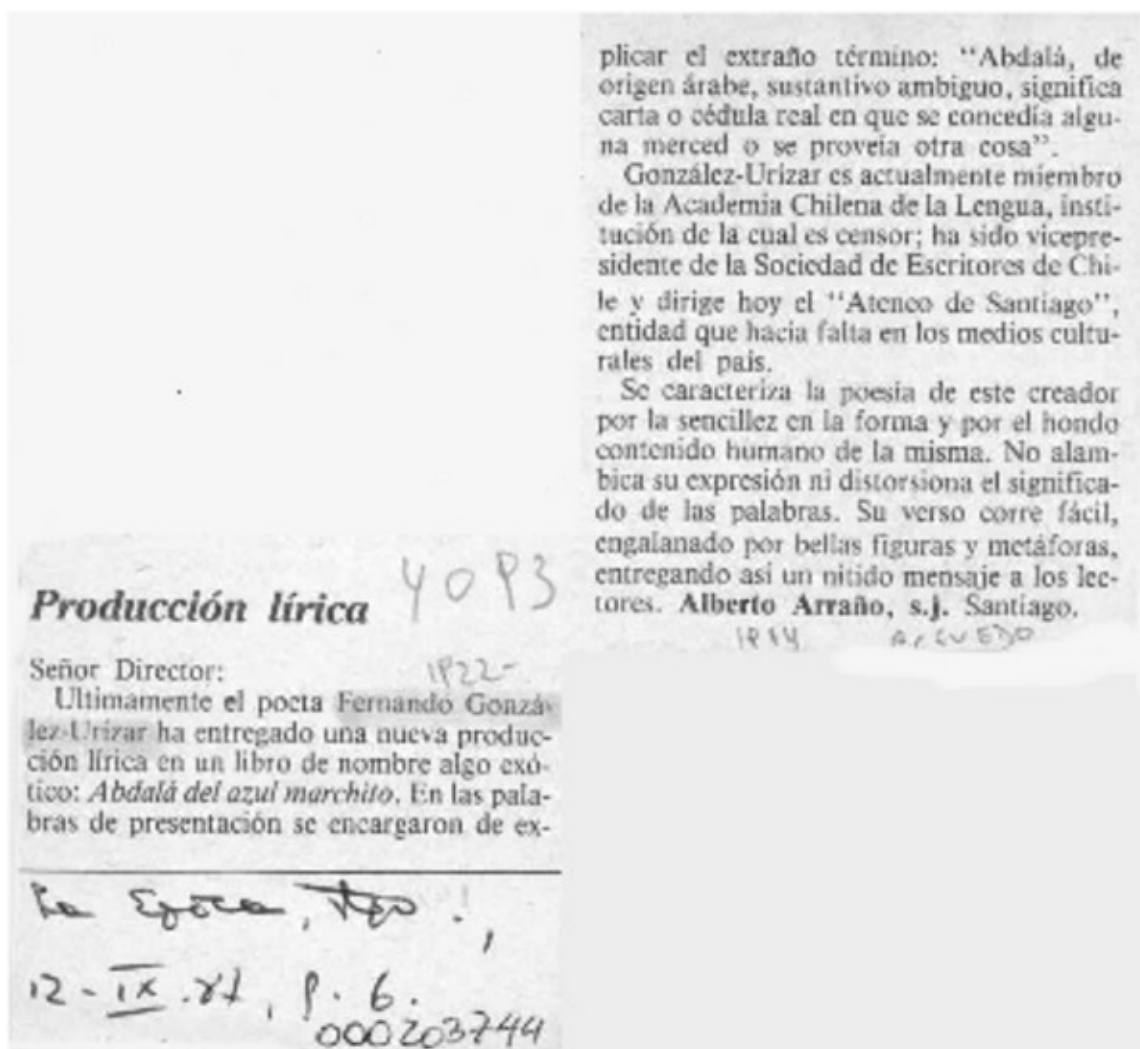 Producción lírica
4093
Señor Director:
1922-
Ultimamente el poeta Fernando Gonzá-
lez-Urízar ha entregado una nueva produc-
ción lírica en un libro de nombre algo exó-
tico: Abdalá del azul marchito. En las pala-
bras de presentación se encargaron de ex-
La Epoca, Stgo.,
12-IX.87, p. 6.
000203744
plicar el extraño término: “Abdalá, de
origen árabe, sustantivo ambiguo, significa
carta o cédula real en que se concedía algu-
na merced o se proveía otra cosa”.
González-Urízar es actualmente miembro
de la Academia Chilena de la Lengua, insti-
tución de la cual es censor; ha sido vicepre-
sidente de la Sociedad de Escritores de Chi-
le y dirige hoy el “Ateneo de Santiago”,
entidad que hacía falta en los medios cultu-
rales del país.
Se caracteriza la poesía de este creador
por la sencillez en la forma y por el hondo
contenido humano de la misma. No alam-
bica su expresión ni distorsiona el significa-
do de las palabras. Su verso corre fácil,
engalanado por bellas figuras y metáforas,
entregando así un nítido mensaje a los lec-
tores. Alberto Arraño, s.j. Santiago.